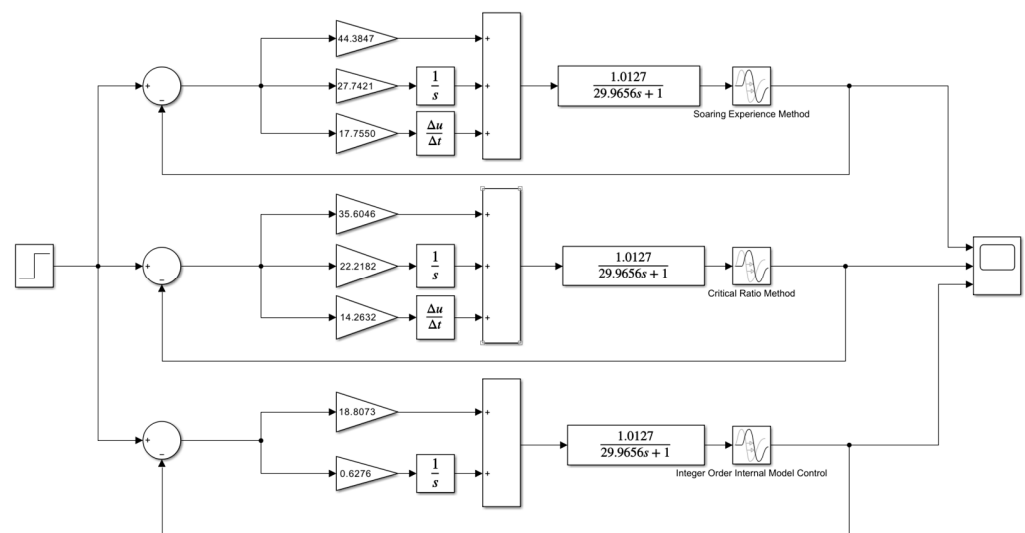 44.3847
+
27.7421
1
s
+
+
−
1.0127
29.9656s + 1
Soaring Experience Method
17.7550
Δu
Δt
+
35.6046
+
22.2182
1
s
+
+
−
1.0127
29.9656s + 1
Critical Ratio Method
14.2632
Δu
Δt
+
18.8073
+
+
−
1.0127
29.9656s + 1
Integer Order Internal Model Control
0.6276
1
s
+